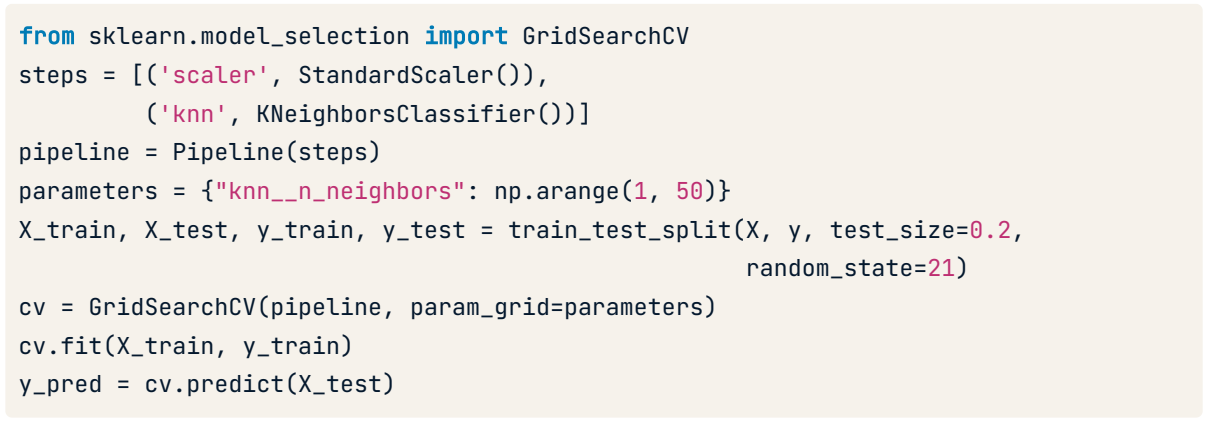 from sklearn.model_selection import GridSearchCV
steps = [('scaler', StandardScaler()),
         ('knn', KNeighborsClassifier())]
pipeline = Pipeline(steps)
parameters = {"knn__n_neighbors": np.arange(1, 50)}
X_train, X_test, y_train, y_test = train_test_split(X, y, test_size=0.2,
                                                    random_state=21)
cv = GridSearchCV(pipeline, param_grid=parameters)
cv.fit(X_train, y_train)
y_pred = cv.predict(X_test)